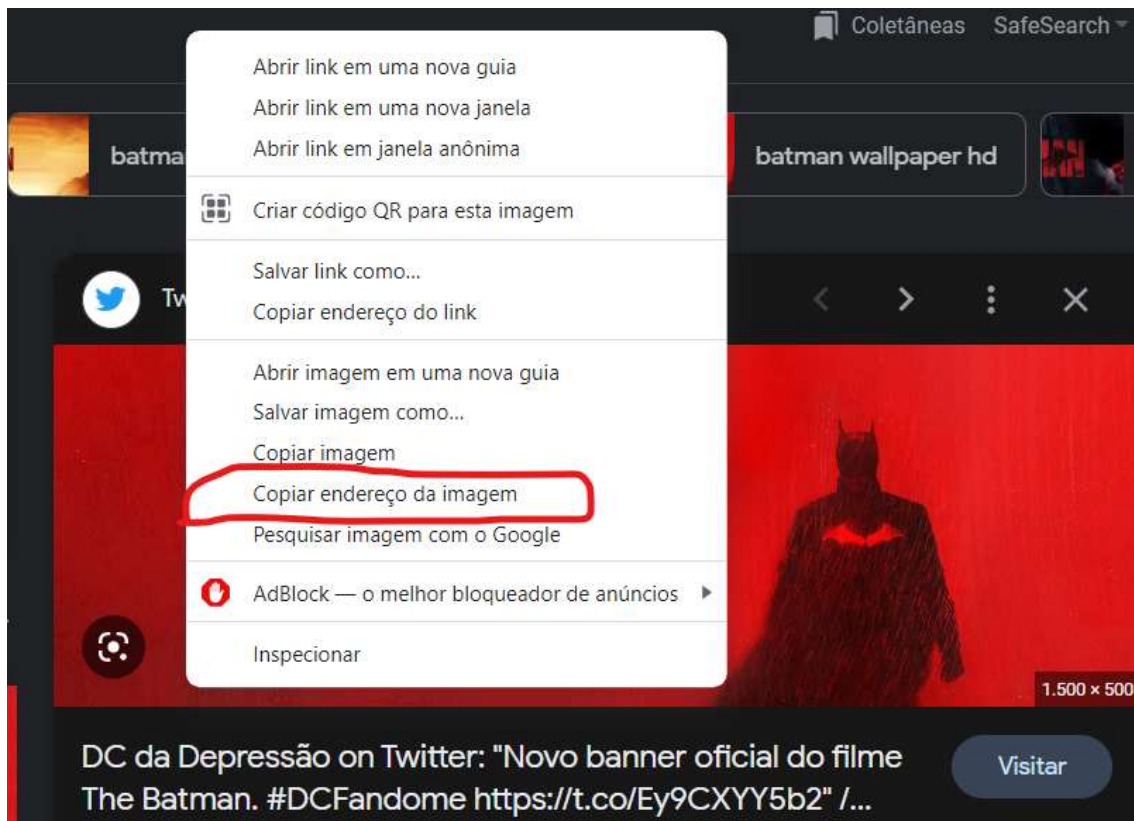 Coletâneas SafeSearch
Abrir link em uma nova guia
Abrir link em uma nova janela
Abrir link em janela anônima
batma
batman wallpaper hd
Criar código QR para esta imagem
Salvar link como...
Copiar endereço do link
Tw
Abrir imagem em uma nova guia
Salvar imagem como...
Copiar imagem
Copiar endereço da imagem
Pesquisar imagem com o Google
AdBlock — o melhor bloqueador de anúncios
Inspecionar
1.500 × 500
DC da Depressão on Twitter: "Novo banner oficial do filme
The Batman. #DCFandome https://t.co/Ey9CXYY5b2" /...
Visitar